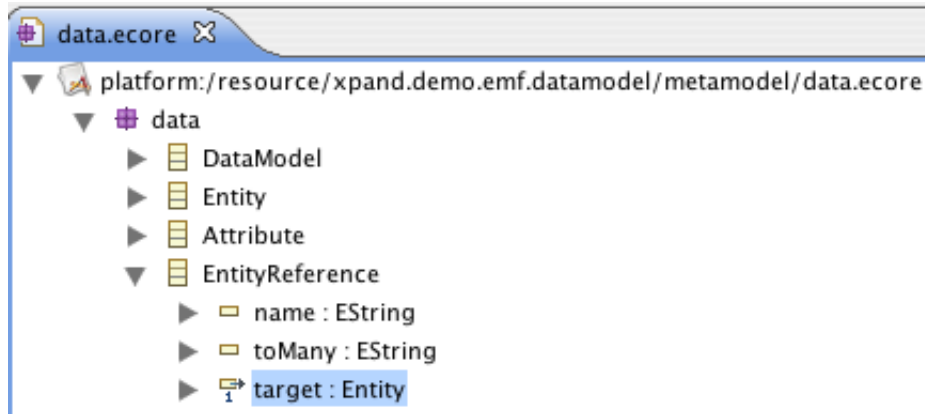 data.ecore
platform:/resource/xpand.demo.emf.datamodel/metamodel/data.ecore
data
DataModel
Entity
Attribute
EntityReference
name : EString
toMany : EString
1 target : Entity